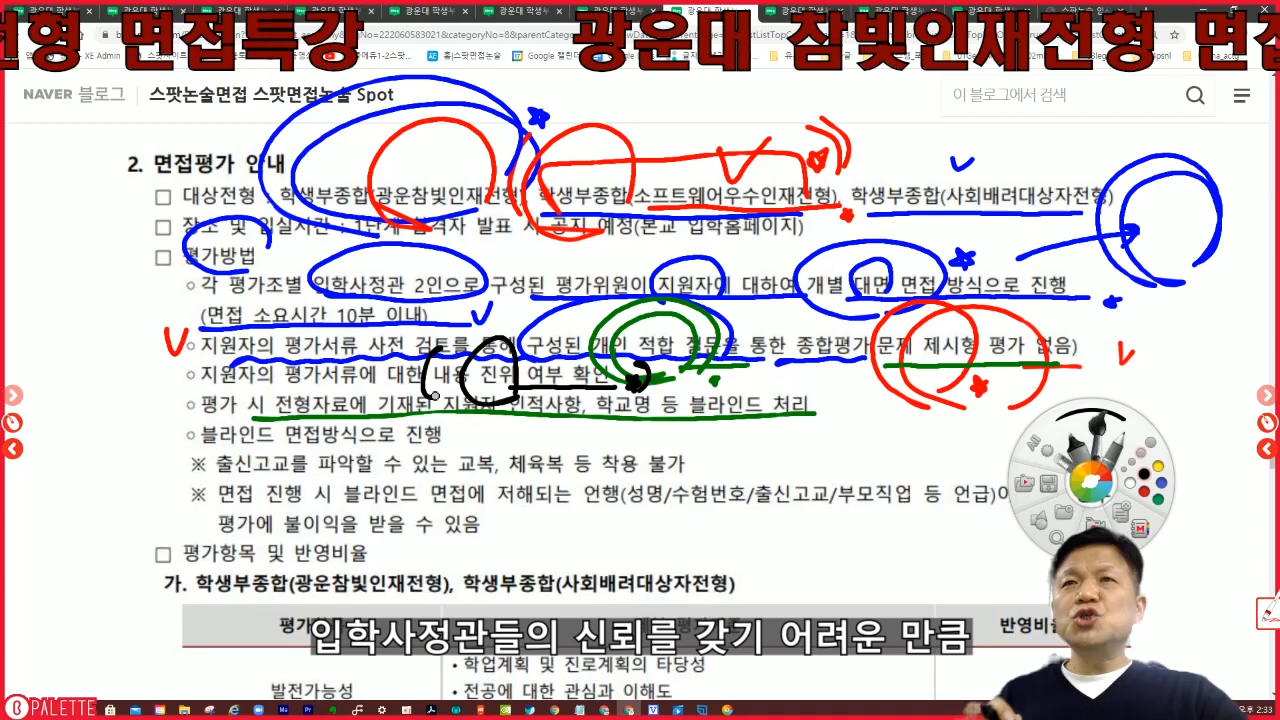 전형 면접특강 광운대 참빛인재전형 면접
NAVER 블로그 스팟논술면접 스팟면접논술 Spot 이 블로그에서 검색
2. 면접평가 안내
□ 대상전형 : 학생부종합(광운참빛인재전형), 학생부종합(소프트웨어우수인재전형), 학생부종합(사회배려대상자전형)
□ 장소 및 입실시간 : 1단계 합격자 발표 시 공지 예정(본교 입학홈페이지)
□ 평가방법
○ 각 평가조별 입학사정관 2인으로 구성된 평가위원이 지원자에 대하여 개별 대면 면접 방식으로 진행
(면접 소요시간 10분 이내)
○ 지원자의 평가서류 사전 검토를 통해 구성된 개인 적합 질문을 통한 종합평가(문제 제시형 평가 없음)
○ 지원자의 평가서류에 대한 내용 진위 여부 확인
○ 평가 시 전형자료에 기재된 지원자 인적사항, 학교명 등 블라인드 처리
○ 블라인드 면접방식으로 진행
※ 출신고교를 파악할 수 있는 교복, 체육복 등 착용 불가
※ 면접 진행 시 블라인드 면접에 저해되는 언행(성명/수험번호/출신고교/부모직업 등 언급)이
평가에 불이익을 받을 수 있음
□ 평가항목 및 반영비율
가. 학생부종합(광운참빛인재전형), 학생부종합(사회배려대상자전형)
반영비
입학사정관들의 신뢰를 갖기 어려운 만큼
• 학업계획 및 진로계획의 타당성
발전가능성 • 전공에 대한 관심과 이해도
PALETTE 오후 2:33